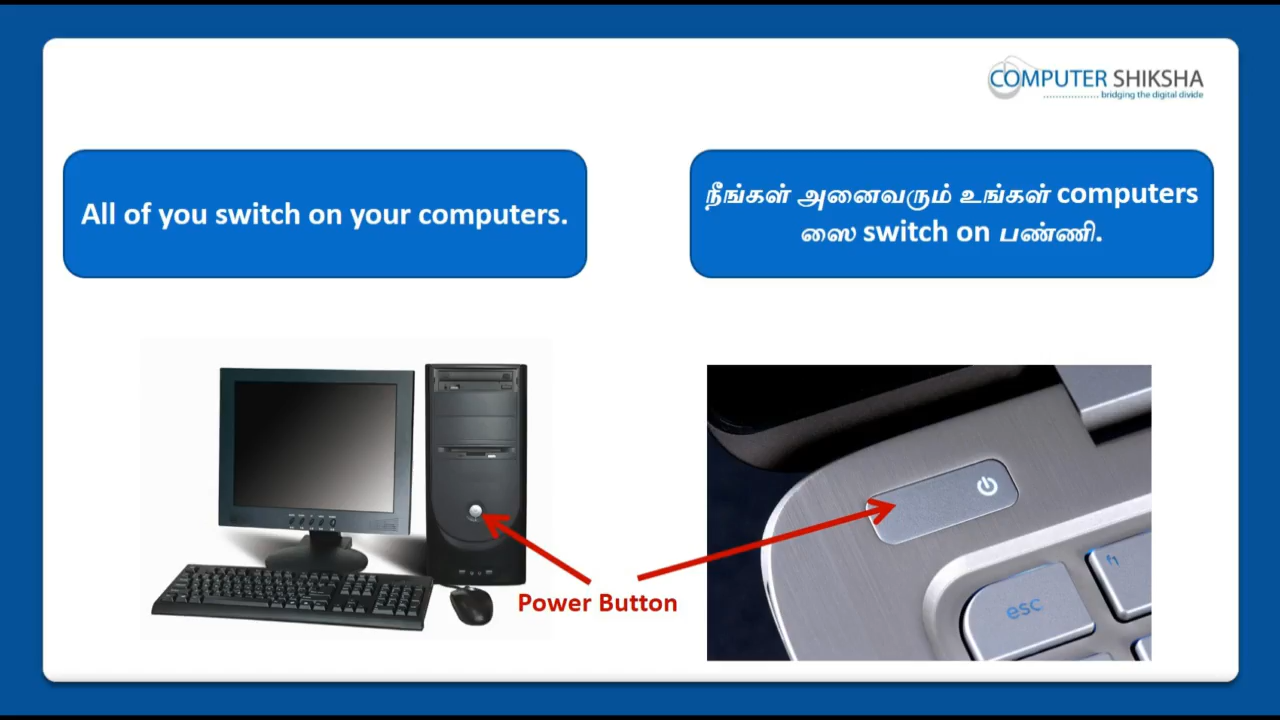 COMPUTER SHIKSHA
bridging the digital divide
All of you switch on your computers.
நீங்கள் அனைவரும் உங்கள் computers
ஸை switch on பண்ணி.
Power Button
esc
f1